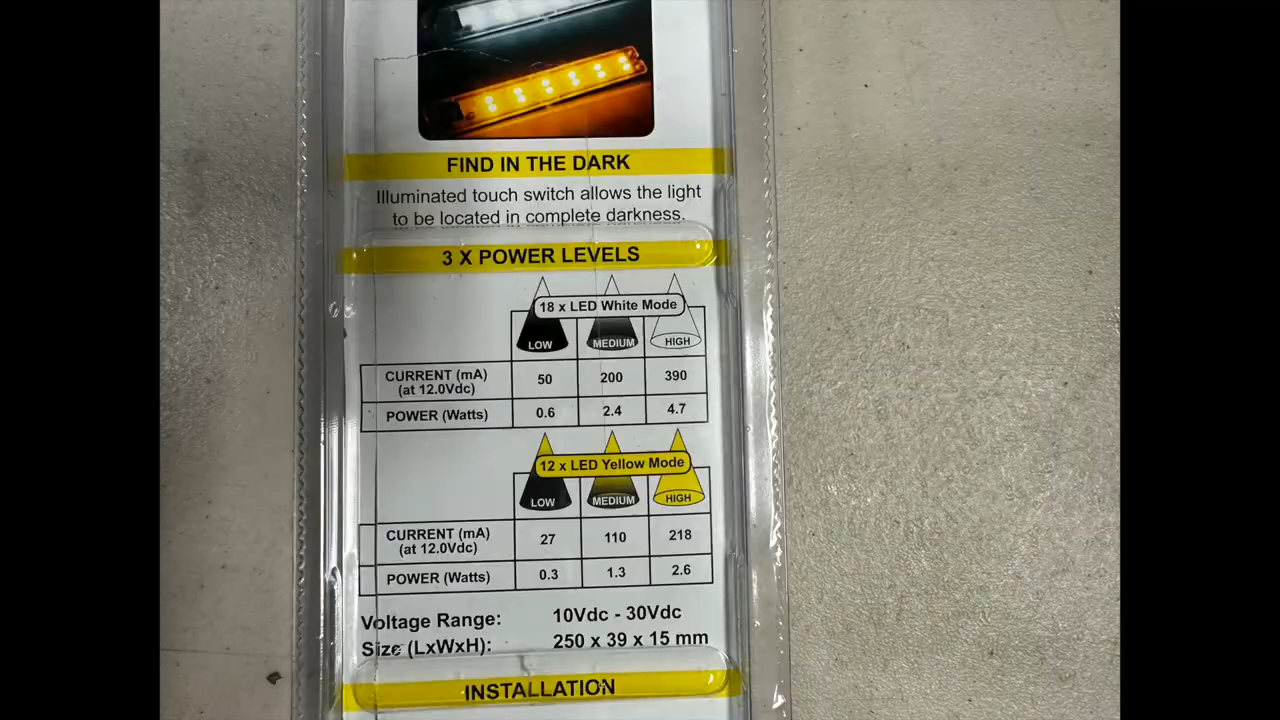 FIND IN THE DARK
Illuminated touch switch allows the light
to be located in complete darkness.
3 X POWER LEVELS
18 x LED White Mode
LOW MEDIUM HIGH
CURRENT (mA)
(at 12.0Vdc) 50 200 390
POWER (Watts) 0.6 2.4 4.7
12 x LED Yellow Mode
LOW MEDIUM HIGH
CURRENT (mA)
(at 12.0Vdc) 27 110 218
POWER (Watts) 0.3 1.3 2.6
Voltage Range: 10Vdc - 30Vdc
Size (LxWxH): 250 x 39 x 15 mm
INSTALLATION